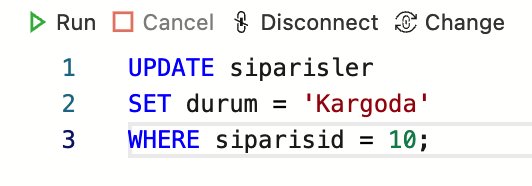 Run Cancel Disconnect Change
1 UPDATE siparisler
2 SET durum = 'Kargoda'
3 WHERE siparisid = 10;